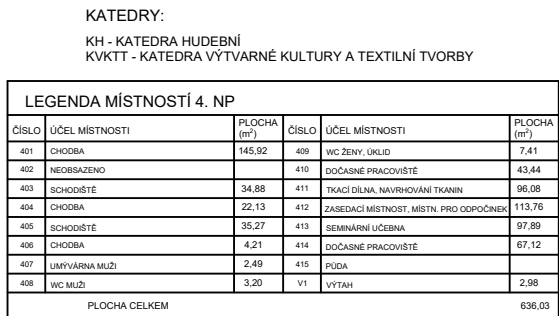 KATEDRY:
KH - KATEDRA HUDEBNÍ
KVKTT - KATEDRA VÝTVARNÉ KULTURY A TEXTILNÍ TVORBY
LEGENDA MÍSTNOSTÍ 4. NP
ČÍSLO ÚČEL MÍSTNOSTI PLOCHA (m²) ČÍSLO ÚČEL MÍSTNOSTI PLOCHA (m²)
401 CHODBA 145,92 409 WC ŽENY, ÚKLID 7,41
402 NEOBSAZENO 410 DOČASNÉ PRACOVIŠTĚ 43,44
403 SCHODIŠTĚ 34,88 411 TKACÍ DÍLNA, NAVRHOVÁNÍ TKANIN 96,08
404 CHODBA 22,13 412 ZASEDACÍ MÍSTNOST, MÍSTN. PRO ODPOČINEK 113,76
405 SCHODIŠTĚ 35,27 413 SEMINÁRNÍ UČEBNA 97,89
406 CHODBA 4,21 414 DOČASNÉ PRACOVIŠTĚ 67,12
407 UMÝVÁRNA MUŽI 2,49 415 PŮDA
408 WC MUŽI 3,20 V1 VÝTAH 2,98
PLOCHA CELKEM 636,03